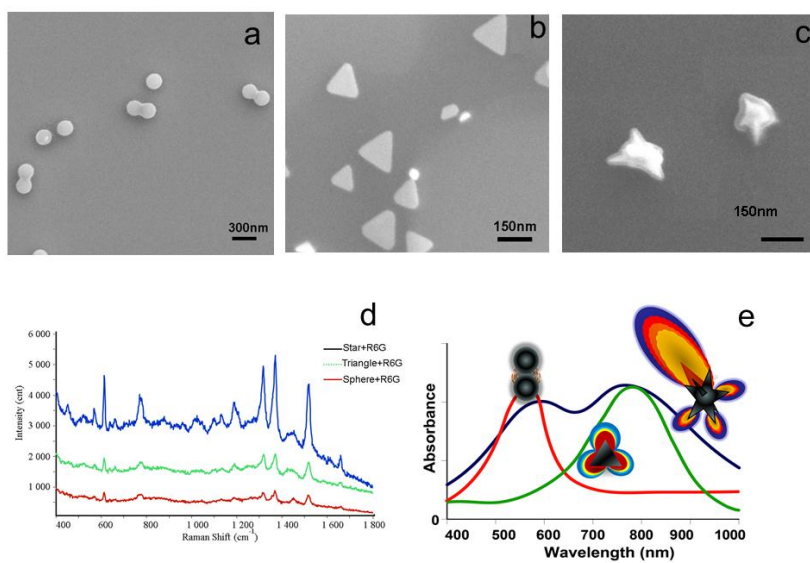 a
b
c
300nm
150nm
150nm
d
6 000
5 000
4 000
3 000
2 000
1 000
Intensity (cnt)
Star+R6G
Triangle+R6G
Sphere+R6G
400 600 800 1 000 1 200 1 400 1 600 1 800
Raman Shift (cm⁻¹)
e
Absorbance
0
400 500 600 700 800 900 1000
Wavelength (nm)